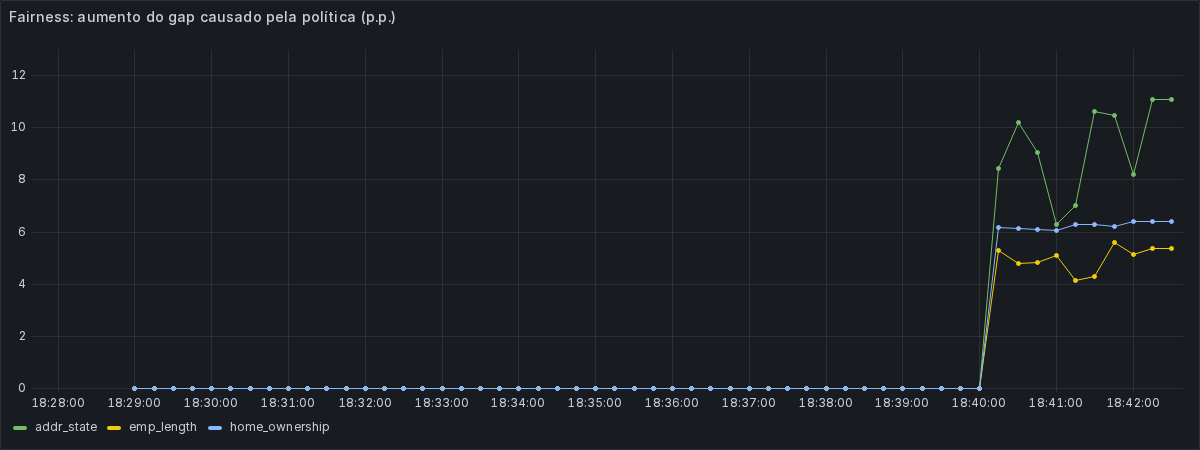 Fairness: aumento do gap causado pela política (p.p.)
12
10
8
6
4
2
0
18:28:00 18:29:00 18:30:00 18:31:00 18:32:00 18:33:00 18:34:00 18:35:00 18:36:00 18:37:00 18:38:00 18:39:00 18:40:00 18:41:00 18:42:00
addr_state emp_length home_ownership